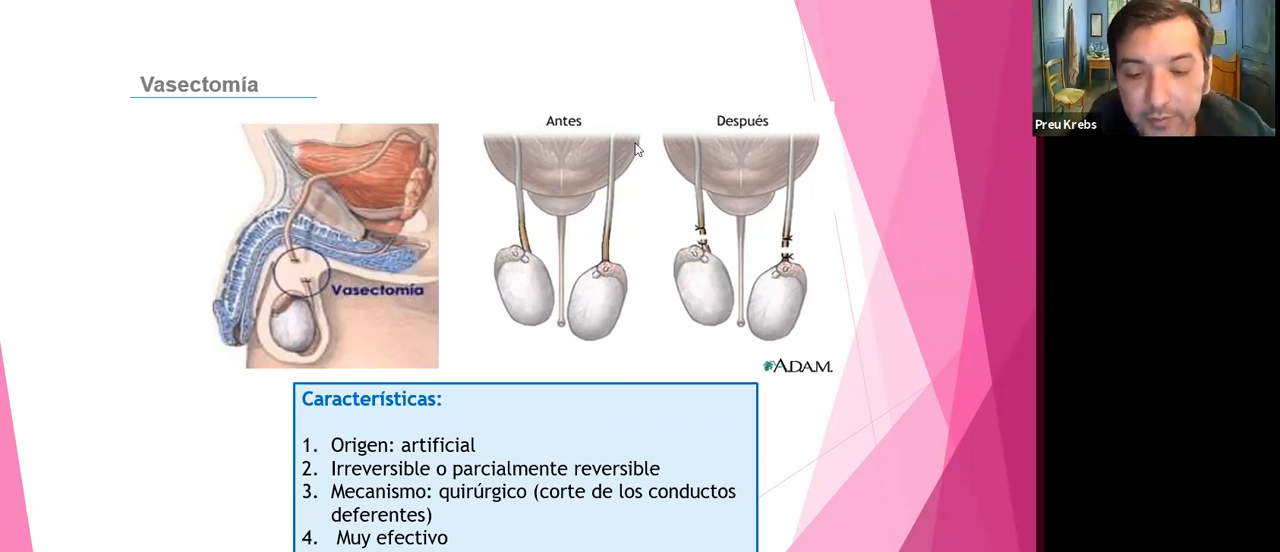 Vasectomía
Antes
Después
Preu Krebs
Vasectomía
ADAM.
Características:
1. Origen: artificial
2. Irreversible o parcialmente reversible
3. Mecanismo: quirúrgico (corte de los conductos
deferentes)
4. Muy efectivo